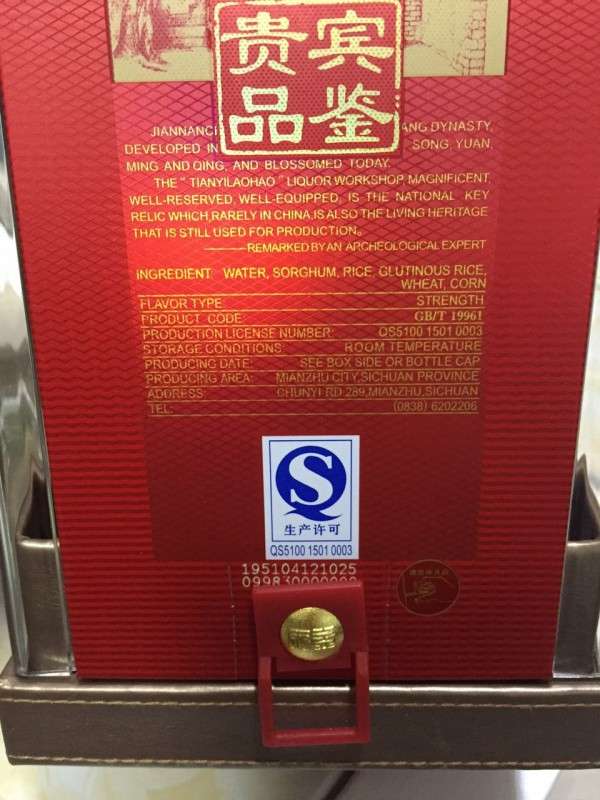 贵宾
品鉴
JIANNANC ANG DYNASTY,
DEVELOPED IN SONG, YUAN,
MING AND QING, AND BLOSSOMED TODAY.
THE " TIANYILAOHAO " LIQUOR WORKSHOP, MAGNIFICENT,
WELL-RESERVED, WELL-EQUIPPED, IS THE NATIONAL KEY
RELIC WHICH,RARELY IN CHINA,IS ALSO THE LIVING HERITAGE
THAT IS STILL USED FOR PRODUCTION。
———REMARKED BY AN ARCHEOLOGICAL EXPERT
INGREDIENT: WATER, SORGHUM, RICE, GLUTINOUS RICE,
WHEAT, CORN
FLAVOR TYPE: STRENGTH
PRODUCT CODE: GB/T 19961
PRODUCTION LICENSE NUMBER: QS5100 1501 0003
STORAGE CONDITIONS: ROOM TEMPERATURE
PRODUCING DATE: SEE BOX SIDE OR BOTTLE CAP
PRODUCING AREA: MIANZHU CITY,SICHUAN PROVINCE
ADDRESS: CHUNYI RD 289,MIANZHU,SICHUAN
TEL: (0838) 6202206
生产许可
QS5100 1501 0003
195104121025